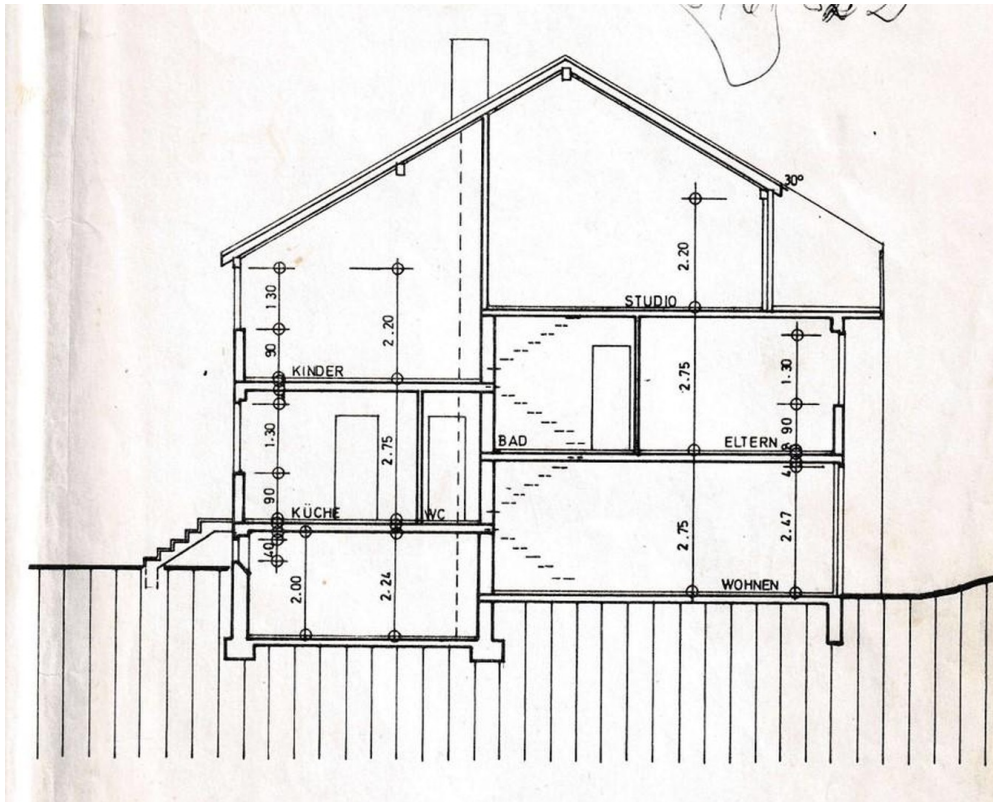 30°
2.20
STUDIO
1 30
90
2.20
KINDER
2.75
1.30
90
BAD
ELTERN
1.30
90
2.75
KÜCHE
WC
40
2.00
2.24
2.75
2.47
WOHNEN